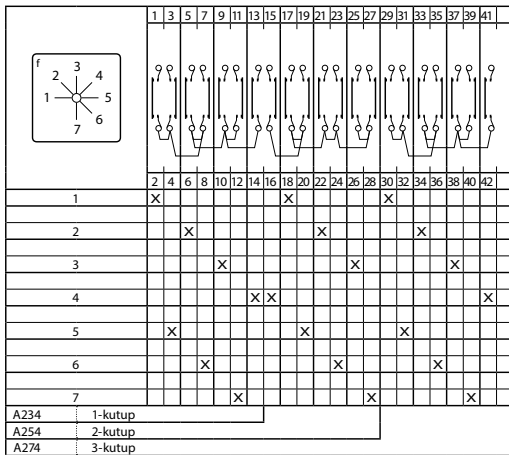 1 3 5 7 9 11 13 15 17 19 21 23 25 27 29 31 33 35 37 39 41
f
3
2 4
1 5
6
7
2 4 6 8 10 12 14 16 18 20 22 24 26 28 30 32 34 36 38 40 42
1 X X X
2 X X X
3 X X X
4 X X X
5 X X X
6 X X X
7 X X X
A234 1-kutup
A254 2-kutup
A274 3-kutup